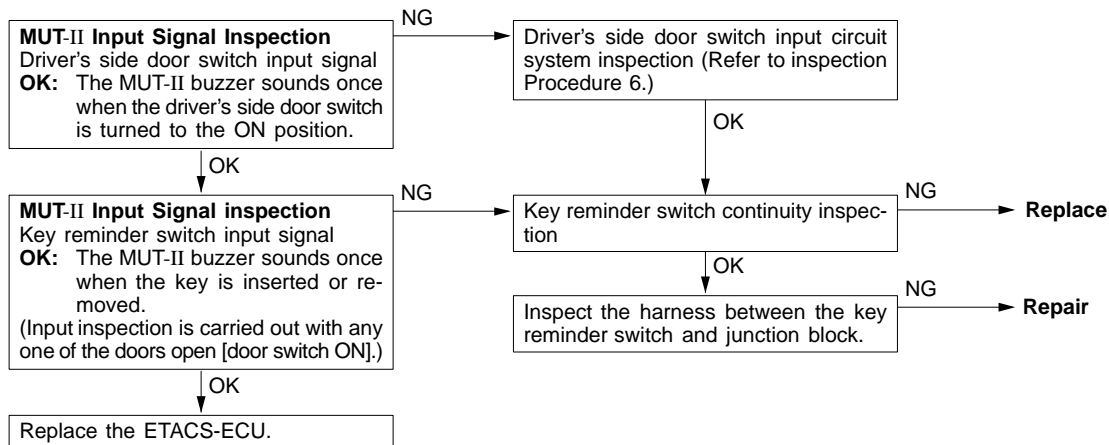 MUT-II Input Signal Inspection
Driver's side door switch input signal
OK: The MUT-II buzzer sounds once
when the driver's side door switch
is turned to the ON position.
NG
Driver's side door switch input circuit
system inspection (Refer to inspection
Procedure 6.)
OK
OK
MUT-II Input Signal inspection
Key reminder switch input signal
OK: The MUT-II buzzer sounds once
when the key is inserted or re-
moved.
(Input inspection is carried out with any
one of the doors open [door switch ON].)
NG
Key reminder switch continuity inspec-
tion
NG
Replace
OK
Inspect the harness between the key
reminder switch and junction block.
NG
Repair
OK
Replace the ETACS-ECU.